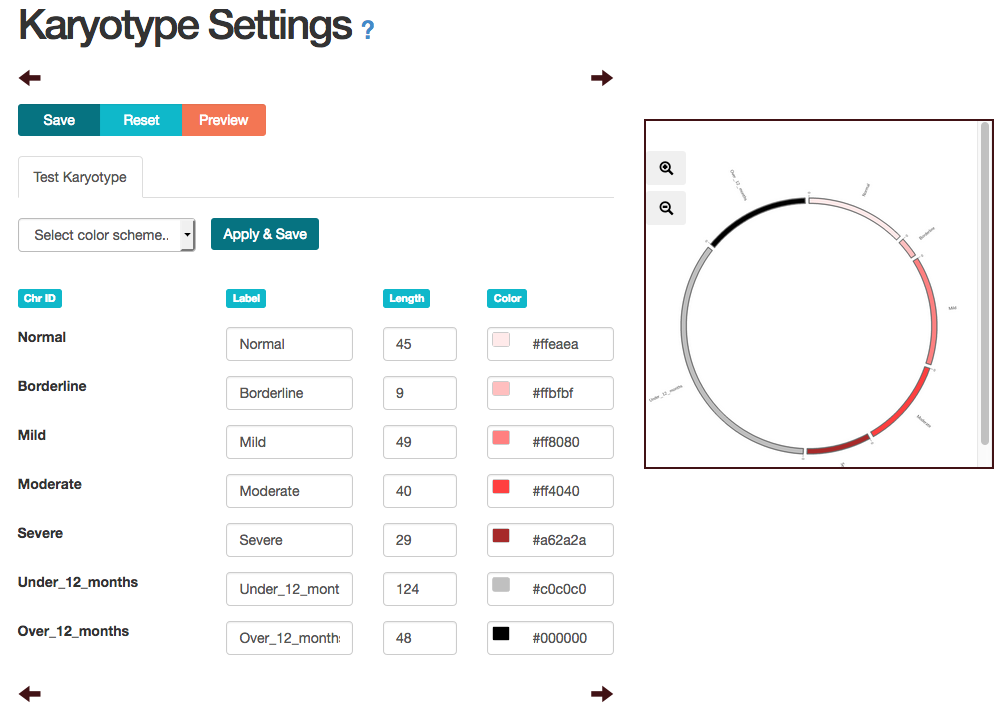 Karyotype Settings ?
Save Reset Preview
Test Karyotype
Select color scheme.. Apply & Save
Chr ID Label Length Color
Normal Normal 45 #ffeaea
Borderline Borderline 9 #ffbfbf
Mild Mild 49 #ff8080
Moderate Moderate 40 #ff4040
Severe Severe 29 #a62a2a
Under_12_months Under_12_mont 124 #c0c0c0
Over_12_months Over_12_month 48 #000000
Over_12_months
Normal
Borderline
Mild
Moderate
Under_12_months